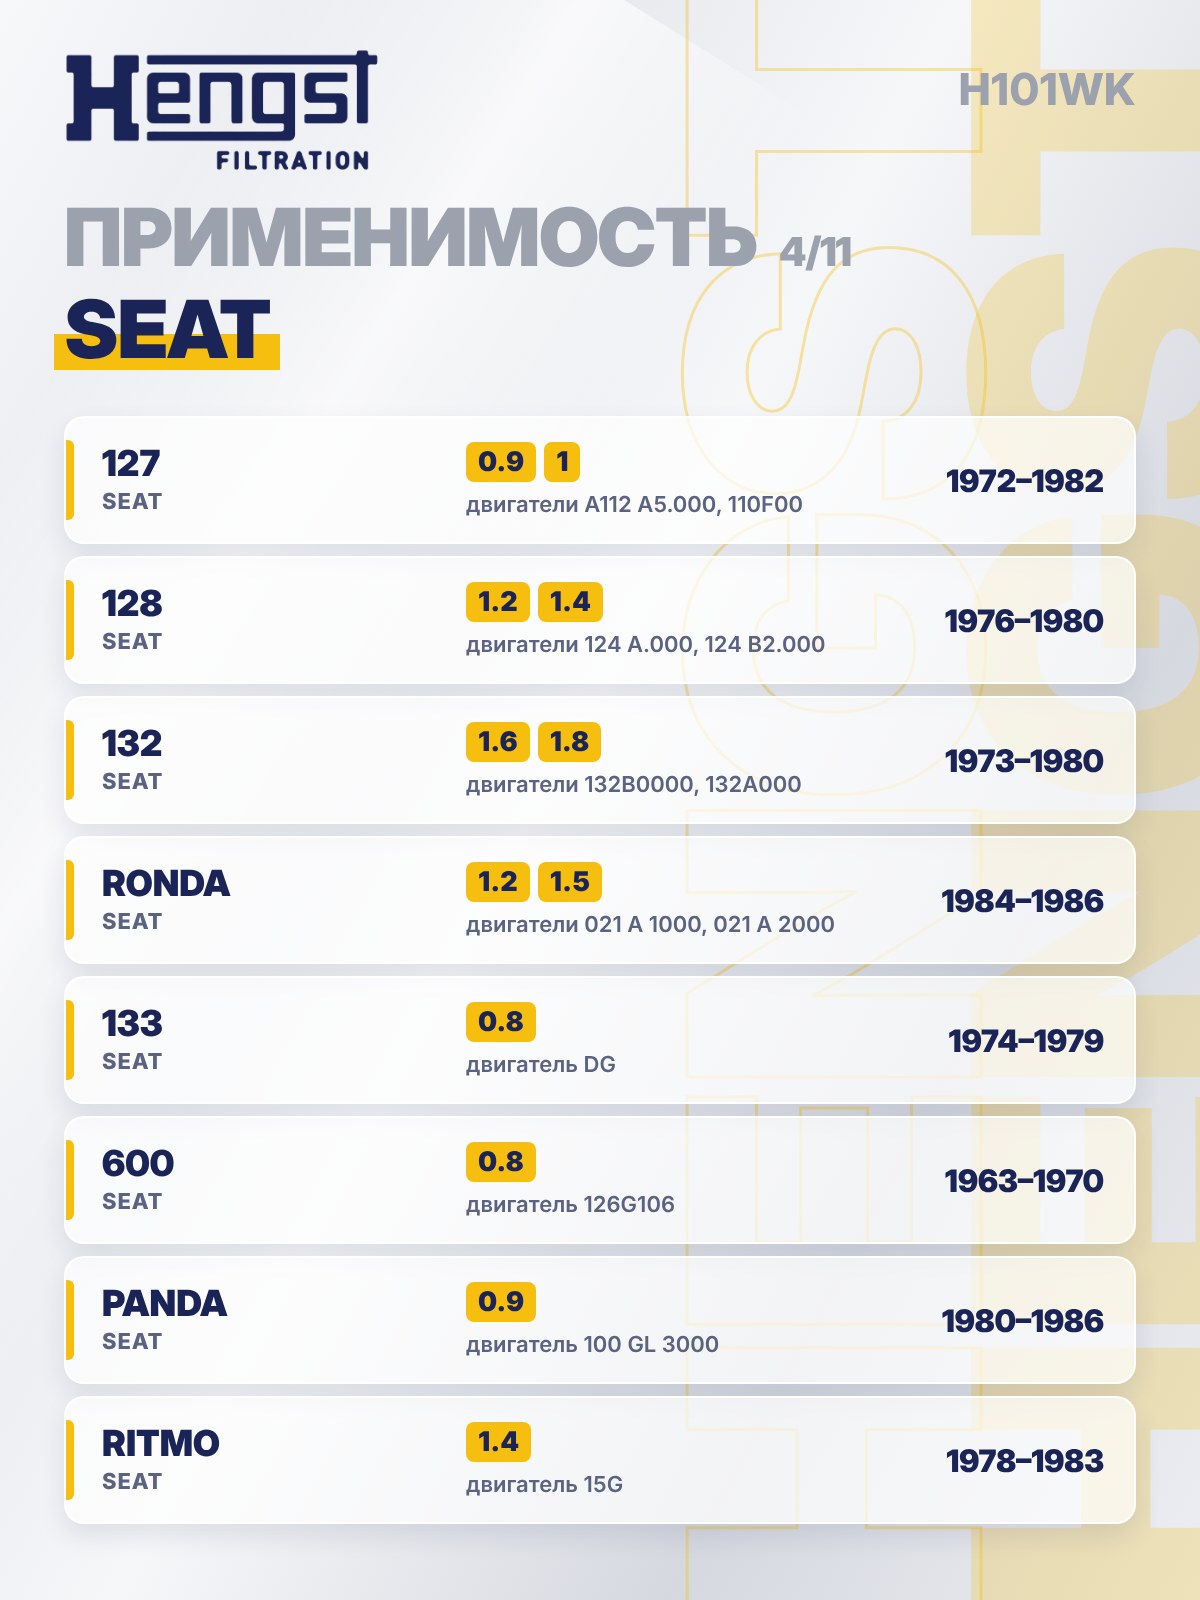 Hengst
FILTRATION
H101WK
ПРИМЕНИМОСТЬ 4/11
SEAT
127
SEAT
0.9 1
двигатели A112 A5.000, 110F00
1972–1982
128
SEAT
1.2 1.4
двигатели 124 A.000, 124 B2.000
1976–1980
132
SEAT
1.6 1.8
двигатели 132B0000, 132A000
1973–1980
RONDA
SEAT
1.2 1.5
двигатели 021 A 1000, 021 A 2000
1984–1986
133
SEAT
0.8
двигатель DG
1974–1979
600
SEAT
0.8
двигатель 126G106
1963–1970
PANDA
SEAT
0.9
двигатель 100 GL 3000
1980–1986
RITMO
SEAT
1.4
двигатель 15G
1978–1983
HENGST